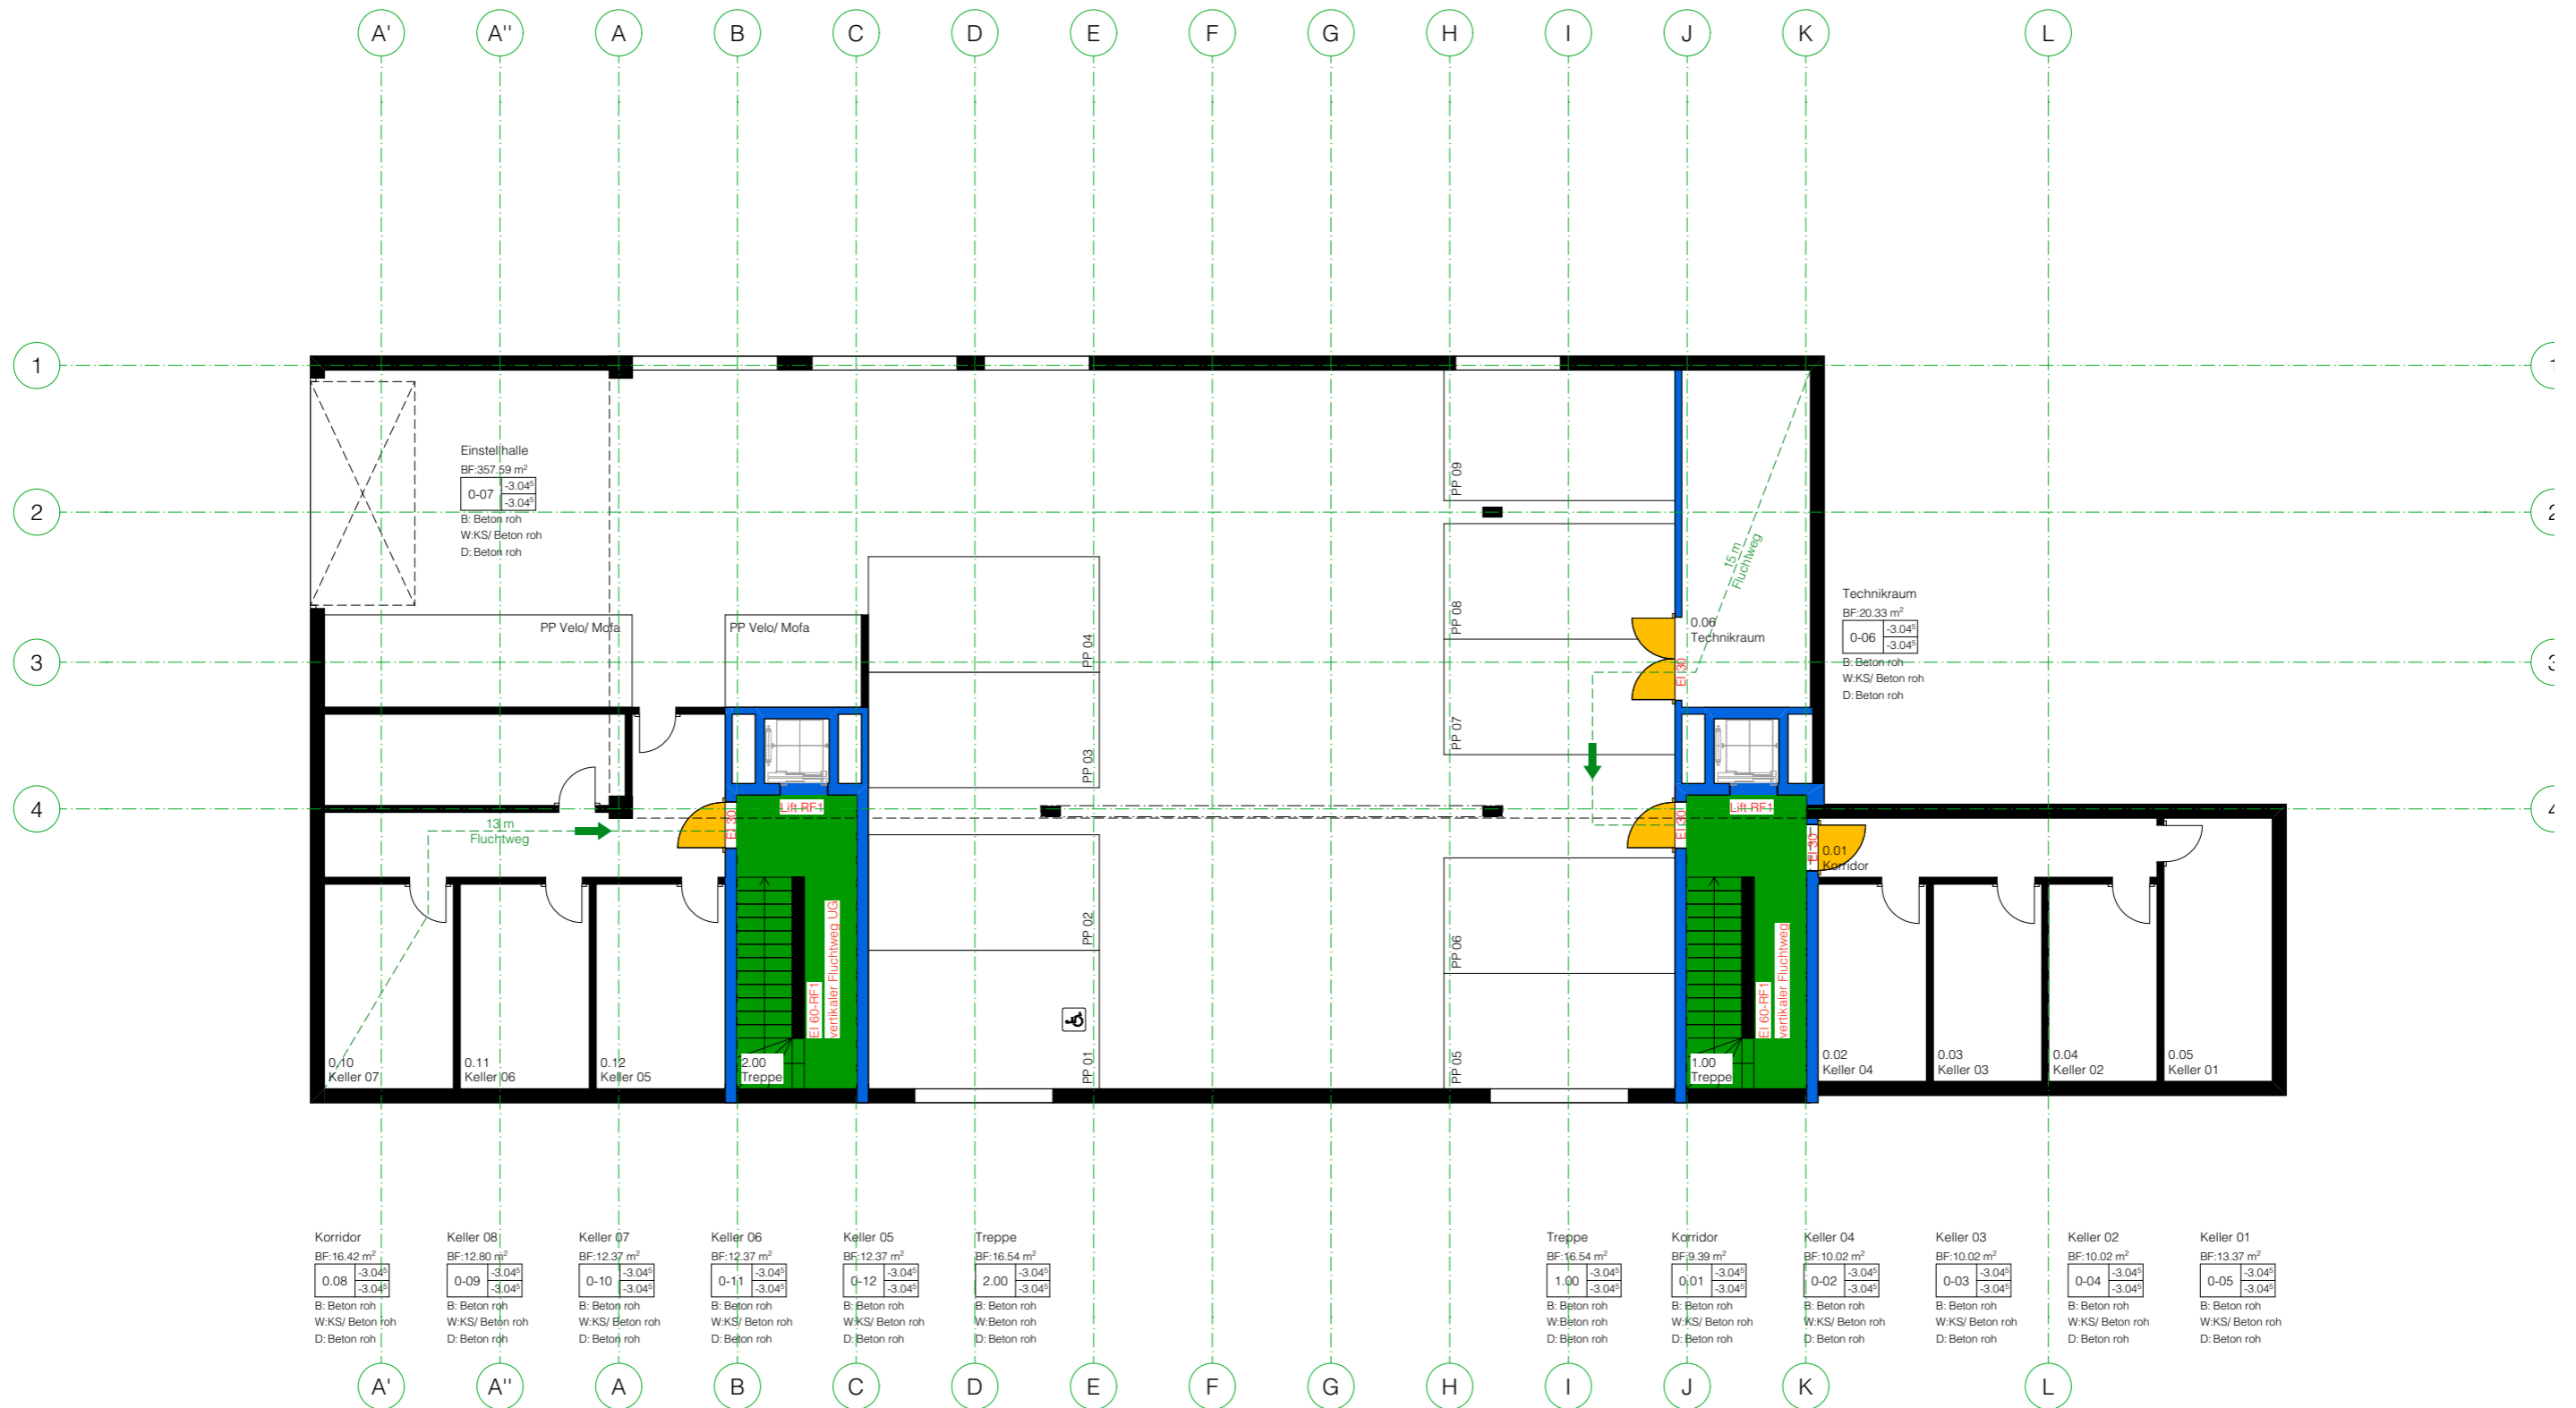 A' A'' A B C D E F G H I J K L
1 1
Einstellhalle
BF:357.59 m²
0-07 -3.04⁵
-3.04⁵
B: Beton roh
W:KS/ Beton roh
D: Beton roh
PP 09
2 2
15 m
Fluchtweg
Technikraum
BF:20.33 m²
0-06 -3.04⁵
-3.04⁵
B: Beton roh
W:KS/ Beton roh
D: Beton roh
PP Velo/ Mofa
PP Velo/ Mofa
PP 04
PP 08
0.06
Technikraum
3 3
EI 30
PP 03
PP 07
4 4
13 m
Fluchtweg
EI 30
Lift RF1
EI 30
Lift RF1
EI 30
0.01
Korridor
PP 02
PP 06
EI 60-RF1
vertikaler Fluchtweg UG
EI 60-RF1
vertikaler Fluchtweg
0.10
Keller 07
0.11
Keller 06
0.12
Keller 05
2.00
Treppe
PP 01
PP 05
1.00
Treppe
0.02
Keller 04
0.03
Keller 03
0.04
Keller 02
0.05
Keller 01
Korridor
BF:16.42 m²
0.08 -3.04⁵
-3.04⁵
B: Beton roh
W:KS/ Beton roh
D: Beton roh
Keller 08
BF:12.80 m²
0-09 -3.04⁵
-3.04⁵
B: Beton roh
W:KS/ Beton roh
D: Beton roh
Keller 07
BF:12.37 m²
0-10 -3.04⁵
-3.04⁵
B: Beton roh
W:KS/ Beton roh
D: Beton roh
Keller 06
BF:12.37 m²
0-11 -3.04⁵
-3.04⁵
B: Beton roh
W:KS/ Beton roh
D: Beton roh
Keller 05
BF:12.37 m²
0-12 -3.04⁵
-3.04⁵
B: Beton roh
W:KS/ Beton roh
D: Beton roh
Treppe
BF:16.54 m²
2.00 -3.04⁵
-3.04⁵
B: Beton roh
W:Beton roh
D: Beton roh
Treppe
BF:16.54 m²
1.00 -3.04⁵
-3.04⁵
B: Beton roh
W:Beton roh
D: Beton roh
Korridor
BF:9.39 m²
0.01 -3.04⁵
-3.04⁵
B: Beton roh
W:KS/ Beton roh
D: Beton roh
Keller 04
BF:10.02 m²
0-02 -3.04⁵
-3.04⁵
B: Beton roh
W:KS/ Beton roh
D: Beton roh
Keller 03
BF:10.02 m²
0-03 -3.04⁵
-3.04⁵
B: Beton roh
W:KS/ Beton roh
D: Beton roh
Keller 02
BF:10.02 m²
0-04 -3.04⁵
-3.04⁵
B: Beton roh
W:KS/ Beton roh
D: Beton roh
Keller 01
BF:13.37 m²
0-05 -3.04⁵
-3.04⁵
B: Beton roh
W:KS/ Beton roh
D: Beton roh
A' A'' A B C D E F G H I J K L